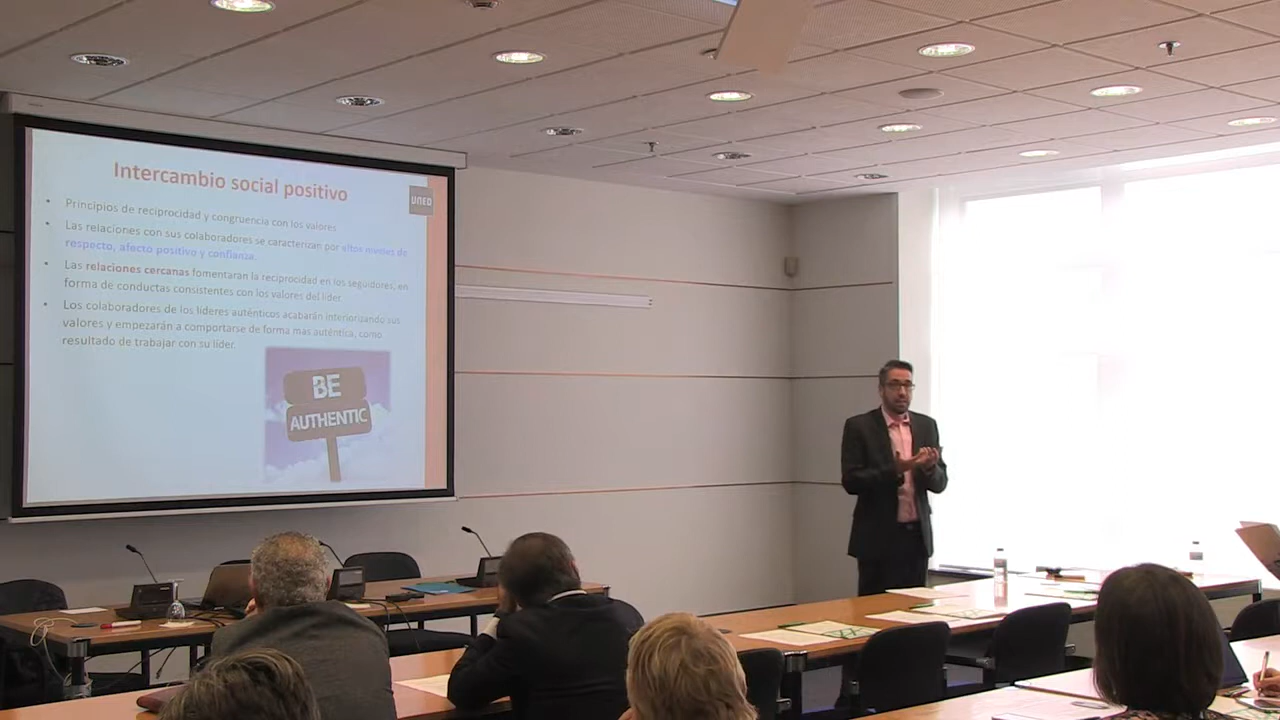 Intercambio social positivo
UNED
• Principios de reciprocidad y congruencia con los valores
• Las relaciones con sus colaboradores se caracterizan por altos niveles de
respecto, afecto positivo y confianza.
• Las relaciones cercanas fomentaran la reciprocidad en los seguidores, en
forma de conductas consistentes con los valores del líder.
• Los colaboradores de los líderes auténticos acabarán interiorizando sus
valores y empezarán a comportarse de forma más auténtica, como
resultado de trabajar con su líder.
BE
AUTHENTIC